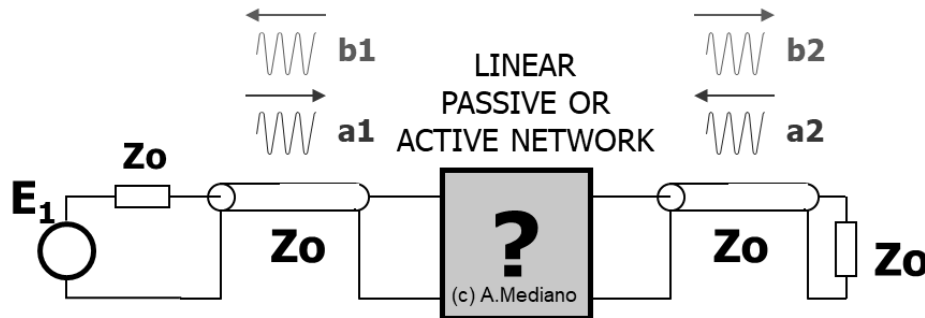 b1
b2
LINEAR
PASSIVE OR
ACTIVE NETWORK
a1
a2
Zo
E1
Zo
?
Zo
Zo
(c) A.Mediano